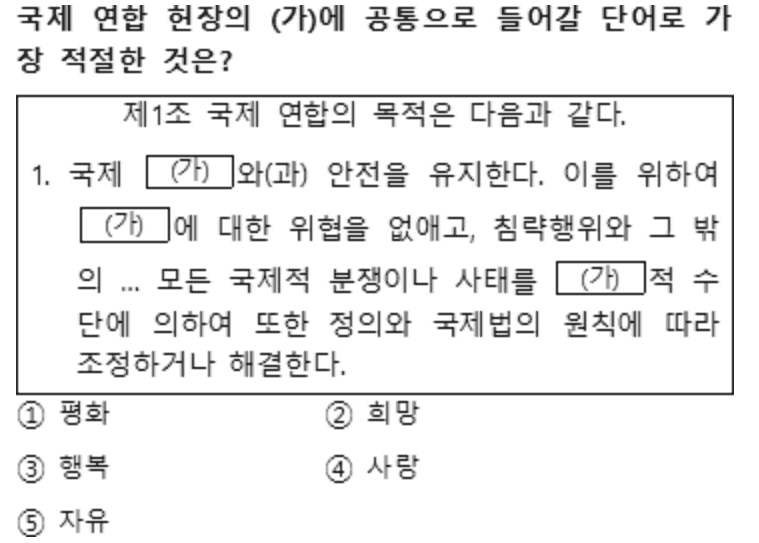 국제 연합 헌장의 (가)에 공통으로 들어갈 단어로 가
장 적절한 것은?
제1조 국제 연합의 목적은 다음과 같다.
1. 국제 (가) 와(과) 안전을 유지한다. 이를 위하여
(가) 에 대한 위협을 없애고, 침략행위와 그 밖
의 ... 모든 국제적 분쟁이나 사태를 (가) 적 수
단에 의하여 또한 정의와 국제법의 원칙에 따라
조정하거나 해결한다.
① 평화 ② 희망
③ 행복 ④ 사랑
⑤ 자유